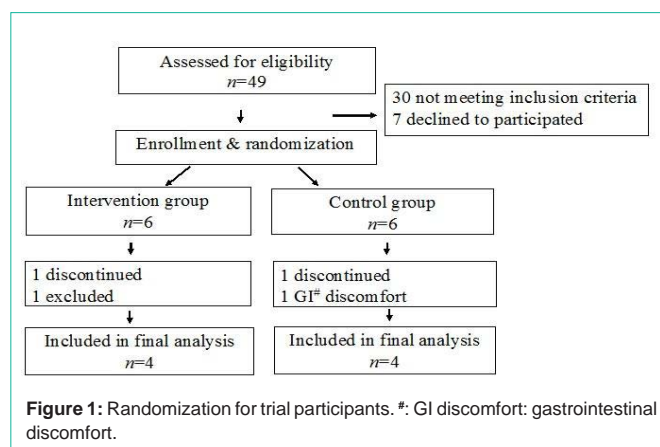 Assessed for eligibility
n=49
30 not meeting inclusion criteria
7 declined to participated
Enrollment & randomization
Intervention group
n=6
Control group
n=6
1 discontinued
1 excluded
1 discontinued
1 GI# discomfort
Included in final analysis
n=4
Included in final analysis
n=4
Figure 1: Randomization for trial participants. #: GI discomfort: gastrointestinal
discomfort.